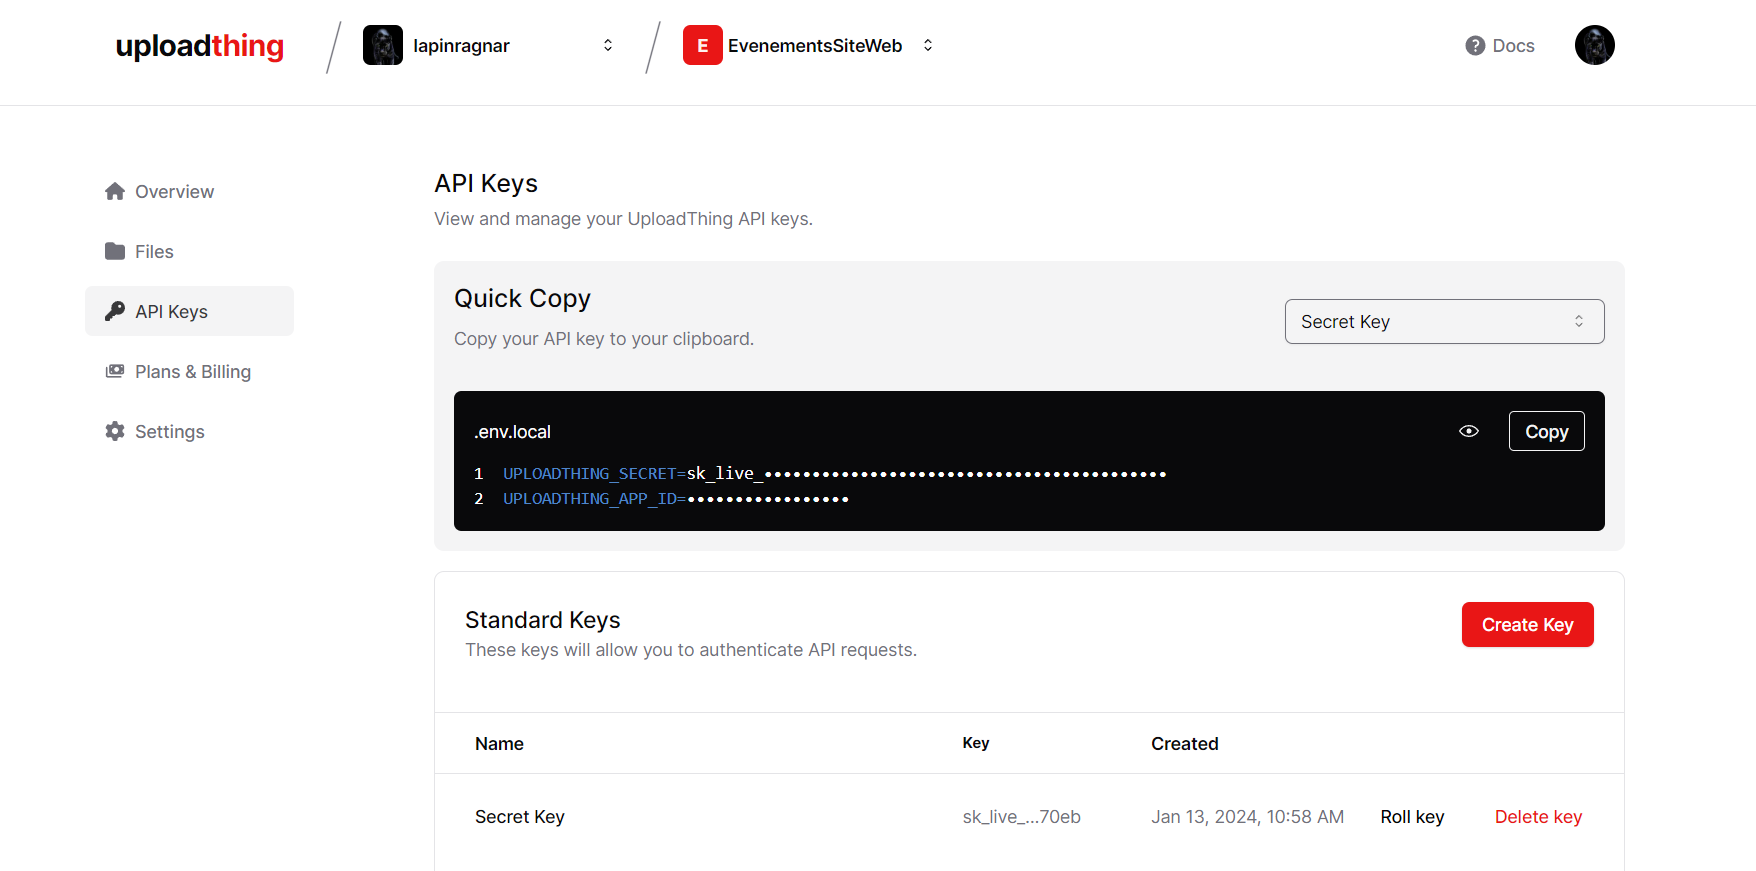 uploadthing
lapinragnar
E
EvenementsSiteWeb
Docs
Overview
Files
API Keys
Plans & Billing
Settings
API Keys
View and manage your UploadThing API keys.
Quick Copy
Copy your API key to your clipboard.
Secret Key
.env.local
Copy
1 UPLOADTHING_SECRET=sk_live_••••••••••••••••••••••••••••••••••••••••••
2 UPLOADTHING_APP_ID=•••••••••••••••••
Standard Keys
These keys will allow you to authenticate API requests.
Create Key
Name Key Created
Secret Key sk_live_...70eb Jan 13, 2024, 10:58 AM Roll key Delete key